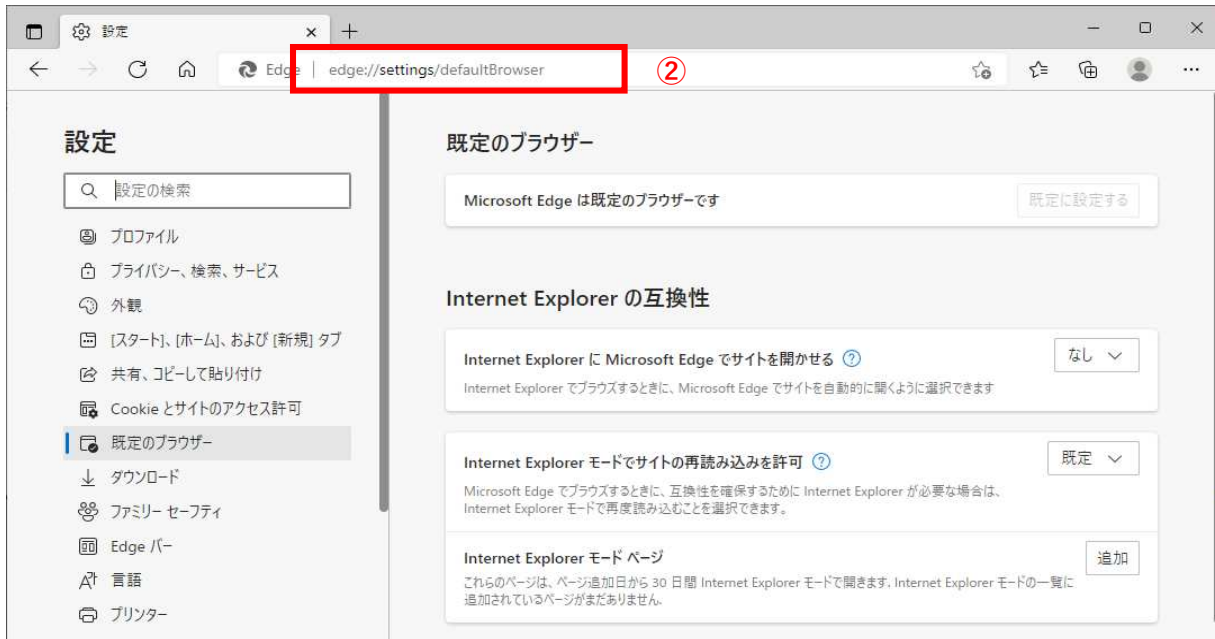 設定
Edge | edge://settings/defaultBrowser
②
設定
設定の検索
プロファイル
プライバシー、検索、サービス
外観
[スタート]、[ホーム]、および [新規] タブ
共有、コピーして貼り付け
Cookie とサイトのアクセス許可
既定のブラウザー
ダウンロード
ファミリー セーフティ
Edge バー
言語
プリンター
既定のブラウザー
Microsoft Edge は既定のブラウザーです
既定に設定する
Internet Explorer の互換性
Internet Explorer に Microsoft Edge でサイトを開かせる
なし
Internet Explorer でブラウズするときに、Microsoft Edge でサイトを自動的に開くように選択できます
Internet Explorer モードでサイトの再読み込みを許可
既定
Microsoft Edge でブラウズするときに、互換性を確保するために Internet Explorer が必要な場合は、
Internet Explorer モードで再度読み込むことを選択できます。
Internet Explorer モード ページ
追加
これらのページは、ページ追加日から 30 日間 Internet Explorer モードで開きます. Internet Explorer モードの一覧に
追加されているページがまだありません.